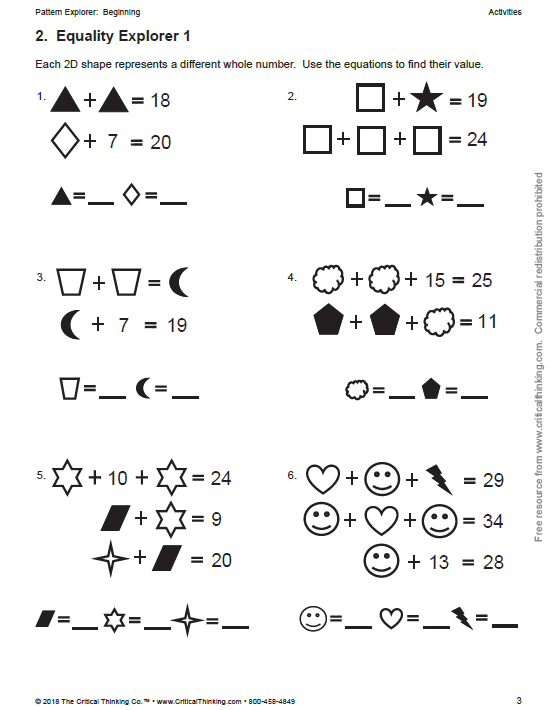 Pattern Explorer: Beginning
Activities
2. Equality Explorer 1
Each 2D shape represents a different whole number. Use the equations to find their value.
1. + = 18
+ 7 = 20
= __ = __
2. + = 19
+ + = 24
= __ = __
3. + =
+ 7 = 19
= __ = __
4. + + 15 = 25
+ + = 11
= __ = __
5. + 10 + = 24
+ = 9
+ = 20
= __ = __ = __
6. + + = 29
+ + = 34
+ 13 = 28
= __ = __ = __
Free resource from www.criticalthinking.com. Commercial redistribution prohibited
© 2018 The Critical Thinking Co.™ • www.CriticalThinking.com • 800-458-4849
3